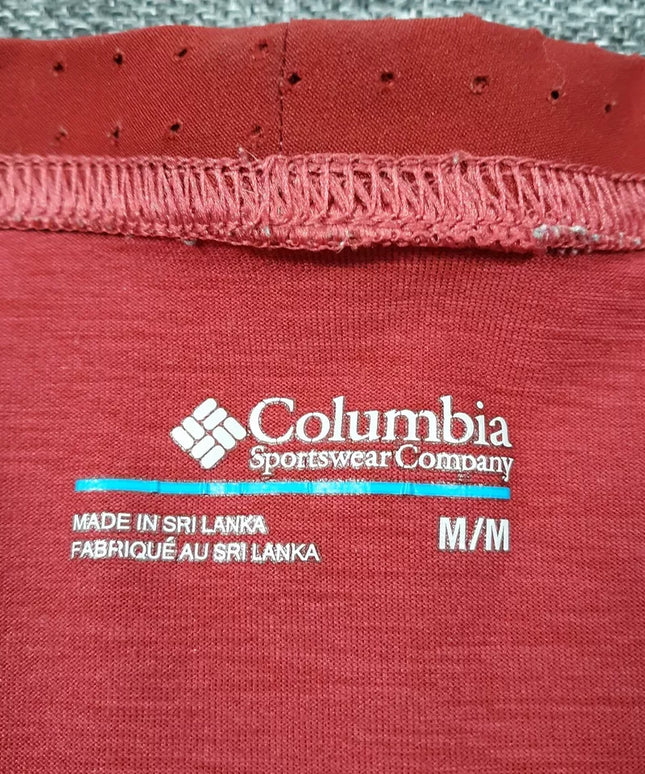 Columbia
Sportswear Company
MADE IN SRI LANKA
FABRIQUÉ AU SRI LANKA
M/M